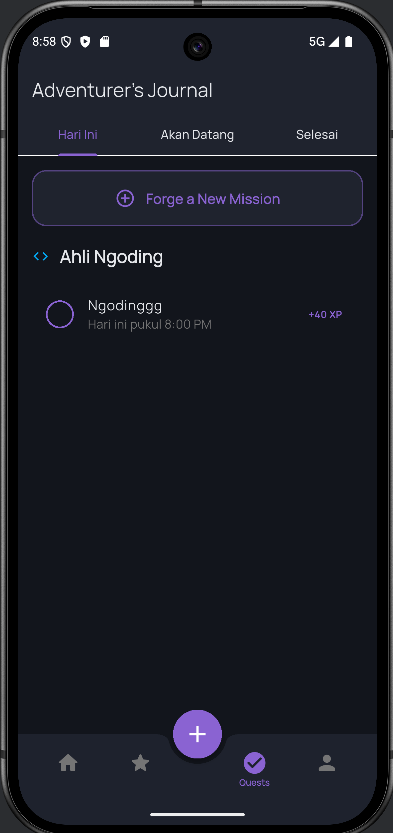 8:58
5G
Adventurer's Journal
Hari Ini
Akan Datang
Selesai
Forge a New Mission
Ahli Ngoding
Ngodinggg
+40 XP
Hari ini pukul 8:00 PM
Quests